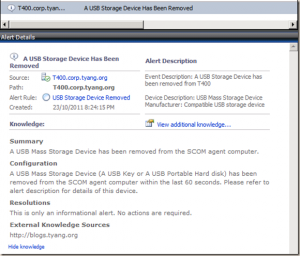 T400.corp.tyan... A USB Storage Device Has Been Removed
Alert Details
A USB Storage Device Has Been
Removed
Source: T400.corp.tyang.org
Path: T400.corp.tyang.org
Alert Rule: USB Storage Device Removed
Created: 23/10/2011 8:24:15 PM
Alert Description
Event Description: A USB Storage Device has
been removed from T400
Device Description: USB Mass Storage Device
Manufacturer: Compatible USB storage device
Knowledge:
View additional knowledge...
Summary
A USB Mass Storage Device has been removed from the SCOM agent computer.
Configuration
A USB Mass Storage Device (A USB Key or A USB Portable Hard disk) has been
removed from the SCOM agent computer within the last 60 seconds. Please refer to
alert description for details of this device.
Resolutions
This is only an informational alert. No actions are required.
External Knowledge Sources
http://blogs.tyang.org
Hide knowledge